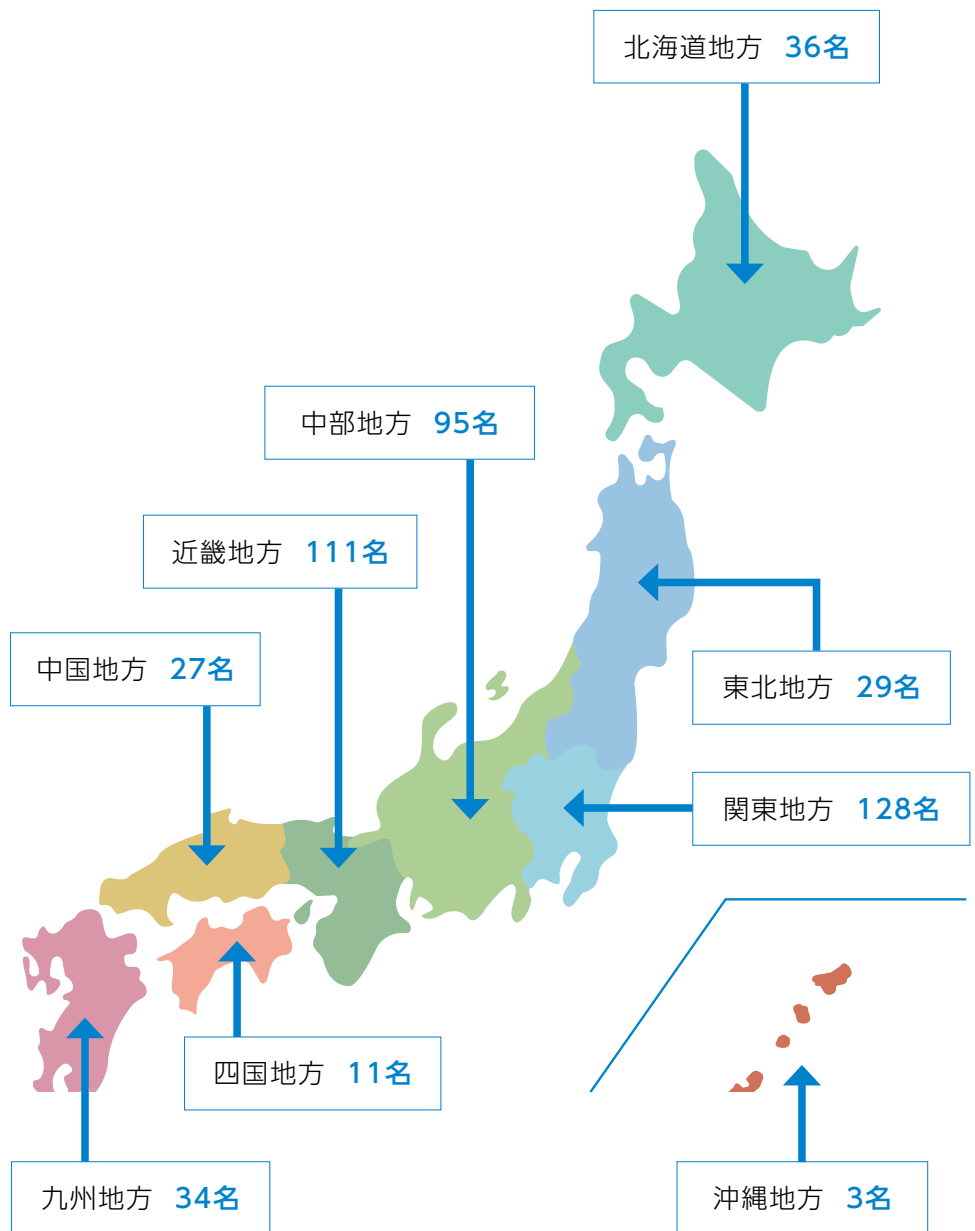 北海道地方 36名
中部地方 95名
近畿地方 111名
中国地方 27名
東北地方 29名
関東地方 128名
四国地方 11名
九州地方 34名
沖縄地方 3名